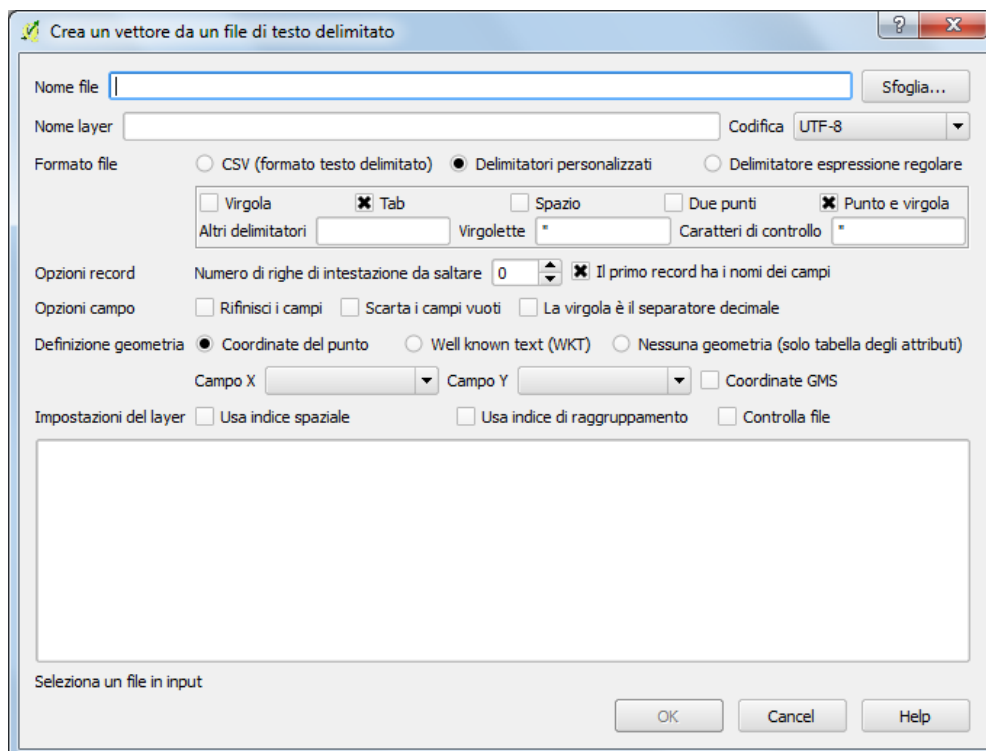 Crea un vettore da un file di testo delimitato
Nome file Sfoglia...
Nome layer Codifica UTF-8
Formato file CSV (formato testo delimitato) Delimitatori personalizzati Delimitatore espressione regolare
Virgola Tab Spazio Due punti Punto e virgola
Altri delimitatori Virgolette " Caratteri di controllo "
Opzioni record Numero di righe di intestazione da saltare 0 Il primo record ha i nomi dei campi
Opzioni campo Rifinisci i campi Scarta i campi vuoti La virgola è il separatore decimale
Definizione geometria Coordinate del punto Well known text (WKT) Nessuna geometria (solo tabella degli attributi)
Campo X Campo Y Coordinate GMS
Impostazioni del layer Usa indice spaziale Usa indice di raggruppamento Controlla file
Seleziona un file in input
OK Cancel Help